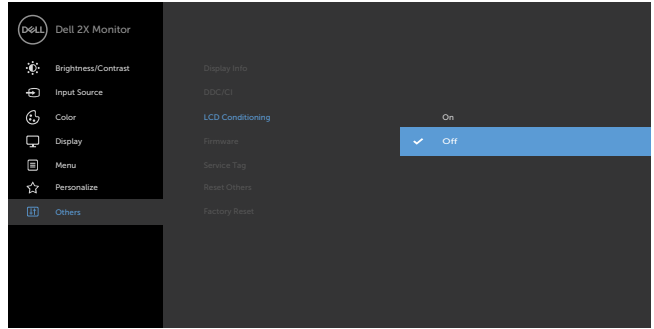 DELL Dell 2X Monitor
Brightness/Contrast Display Info
Input Source DDC/CI
Color LCD Conditioning On
Display Firmware Off
Menu Service Tag
Personalize Reset Others
Others Factory Reset